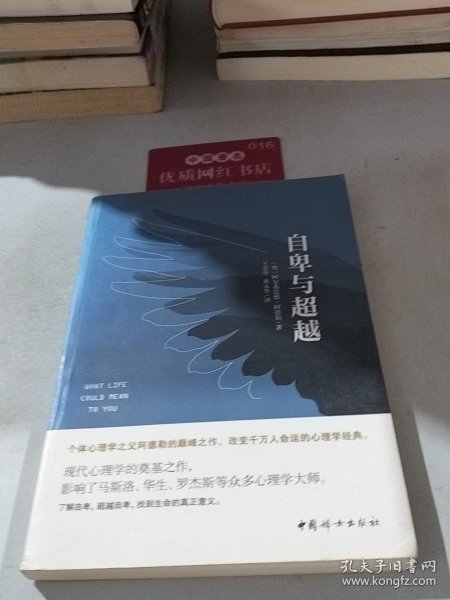 016
中国著名
优质网红书店
自卑与超越
WHAT LIFE
COULD MEAN
TO YOU
个体心理学之父阿德勒的巅峰之作，改变千万人命运的心理学经典。
现代心理学的奠基之作，
影响了马斯洛、华生、罗杰斯等众多心理学大师。
了解自卑，超越自卑，找到生命的真正意义。
中国妇女出版社
孔夫子旧书网
www.kongfz.com